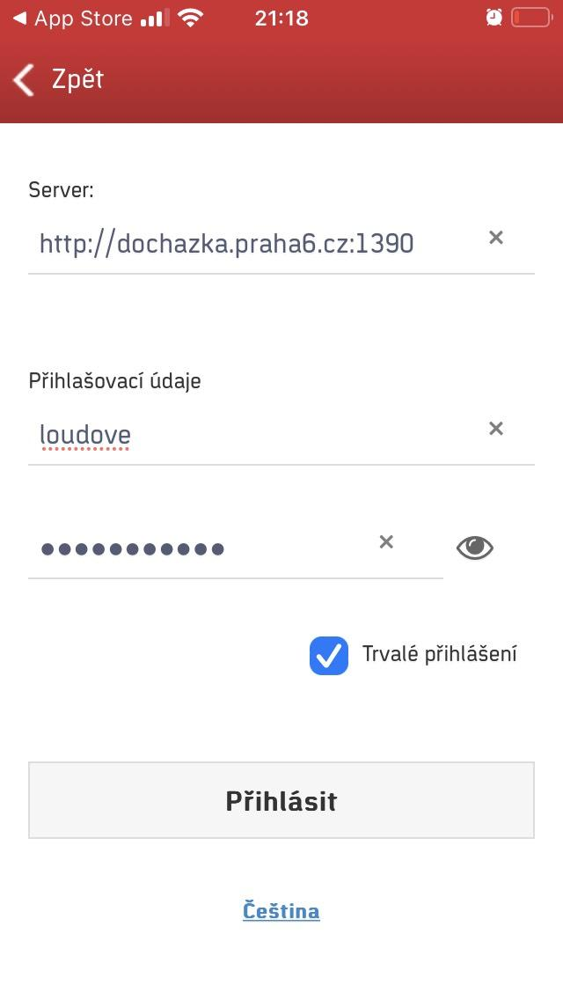 App Store
21:18
Zpět
Server:
http://dochazka.praha6.cz:1390
Přihlašovací údaje
loudove
●●●●●●●●●●●
Trvalé přihlášení
Přihlásit
Čeština